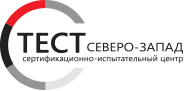 ТЕСТ СЕВЕРО-ЗАПАД
сертификационно-испытательный центр